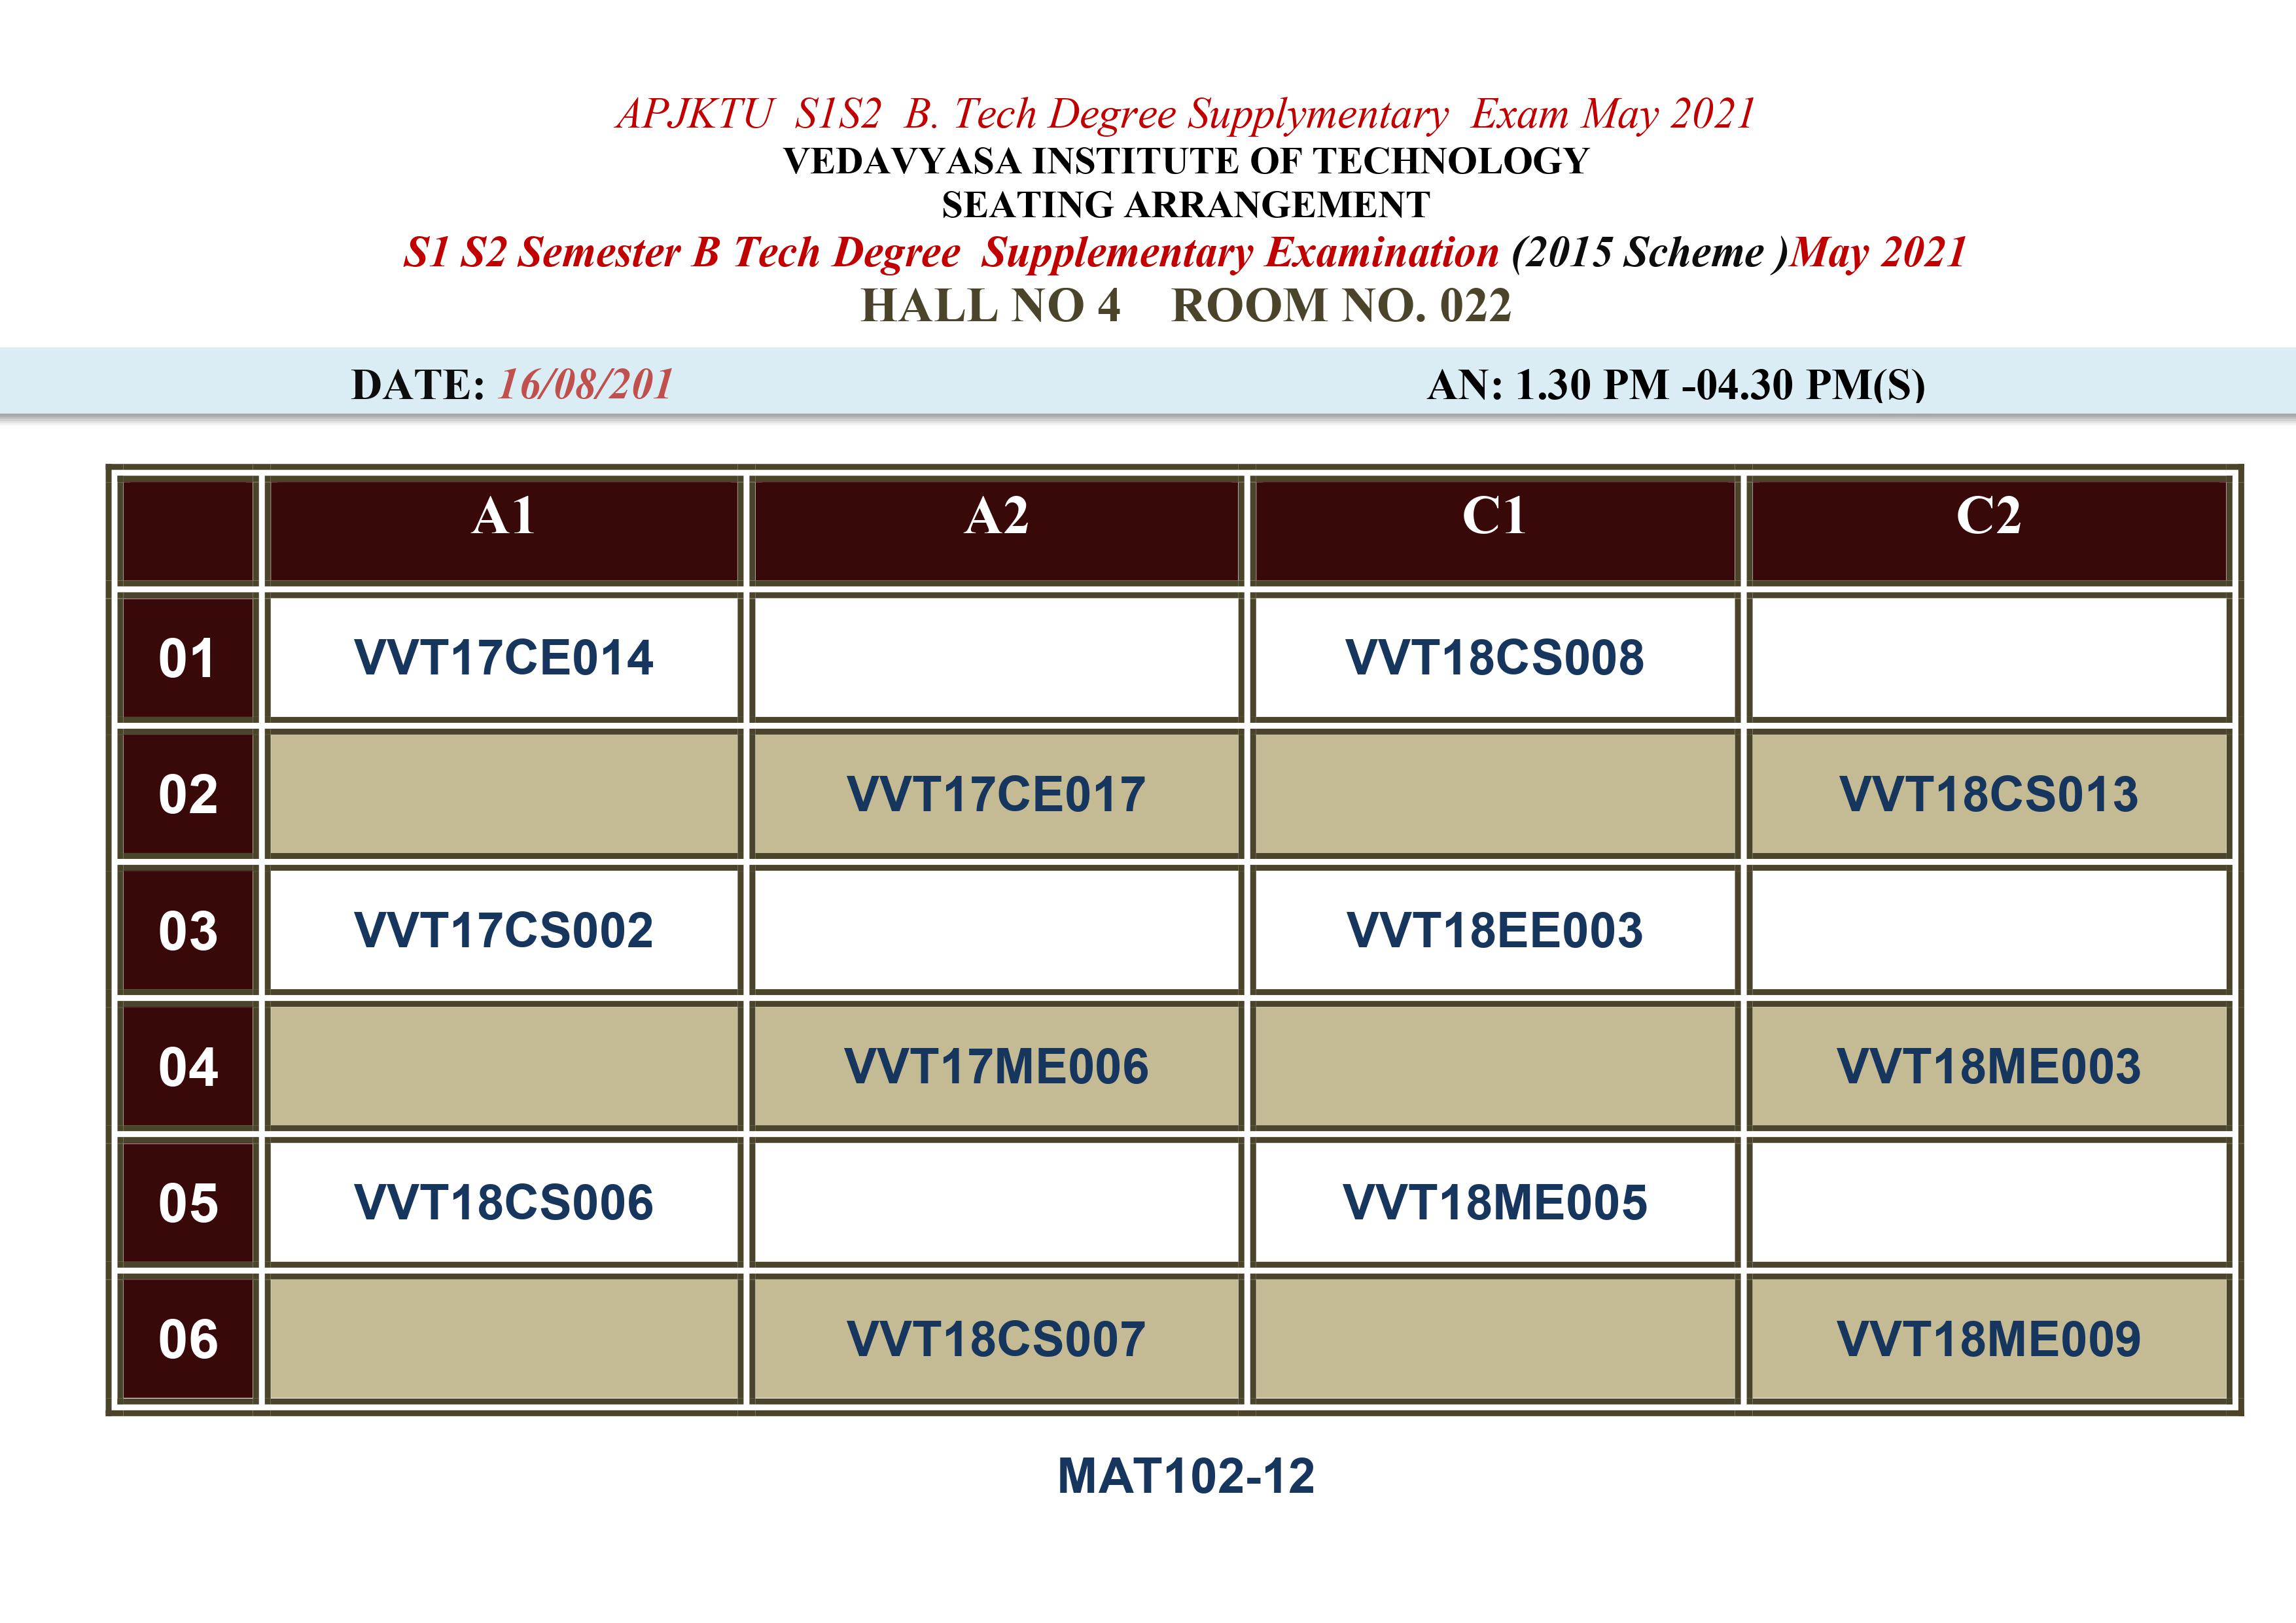 APJKTU S1S2 B. Tech Degree Supplymentary Exam May 2021
VEDAVYASA INSTITUTE OF TECHNOLOGY
SEATING ARRANGEMENT
S1 S2 Semester B Tech Degree Supplementary Examination (2015 Scheme )May 2021
HALL NO 4 ROOM NO. 022
DATE: 16/08/201 AN: 1.30 PM -04.30 PM(S)
A1 A2 C1 C2
01 VVT17CE014 VVT18CS008
02 VVT17CE017 VVT18CS013
03 VVT17CS002 VVT18EE003
04 VVT17ME006 VVT18ME003
05 VVT18CS006 VVT18ME005
06 VVT18CS007 VVT18ME009
MAT102-12